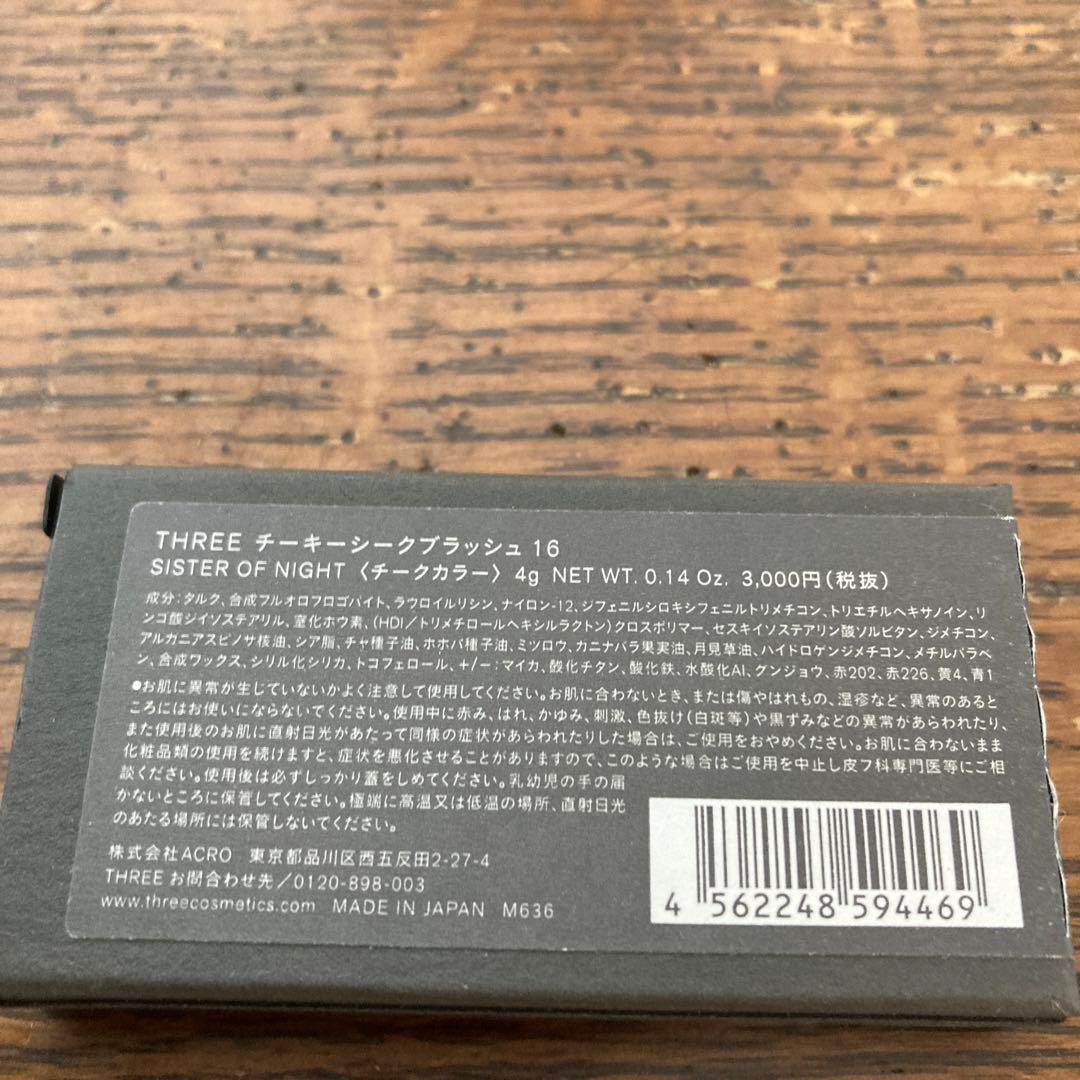 THREE チーキーシークブラッシュ 16
SISTER OF NIGHT 〈チークカラー〉 4g NET WT. 0.14 Oz. 3,000円(税抜)
成分:タルク、合成フルオロフロゴパイト、ラウロイルリシン、ナイロン-12、ジフェニルシロキシフェニルトリメチコン、トリエチルヘキサノイン、リン
ゴ酸ジイソステアリル、窒化ホウ素、(HDI/トリメチロールヘキシルラクトン)クロスポリマー、セスキイソステアリン酸ソルビタン、ジメチコン、
アルガニアスピノサ核油、シア脂、チャ種子油、ホホバ種子油、ミツロウ、カニナバラ果実油、月見草油、ハイドロゲンジメチコン、メチルパラベ
ン、合成ワックス、シリル化シリカ、トコフェロール、+/-:マイカ、酸化チタン、酸化鉄、水酸化Al、グンジョウ、赤202、赤226、黄4、青1
●お肌に異常が生じていないかよく注意して使用してください。お肌に合わないとき、または傷やはれもの、湿疹など、異常のあると
ころにはお使いにならないでください。使用中に赤み、はれ、かゆみ、刺激、色抜け(白斑等)や黒ずみなどの異常があらわれたり、
また使用後のお肌に直射日光があたって同様の症状があらわれたりした場合は、ご使用をおやめください。お肌に合わないまま
化粧品類の使用を続けますと、症状を悪化させることがありますので、このような場合はご使用を中止し皮フ科専門医等にご相
談ください。使用後は必ずしっかり蓋をしめてください。乳幼児の手の届
かないところに保管してください。極端に高温又は低温の場所、直射日光
のあたる場所には保管しないでください。
株式会社ACRO 東京都品川区西五反田2-27-4
THREE お問合わせ先/0120-898-003
www.threecosmetics.com MADE IN JAPAN M636
4 562248 594469